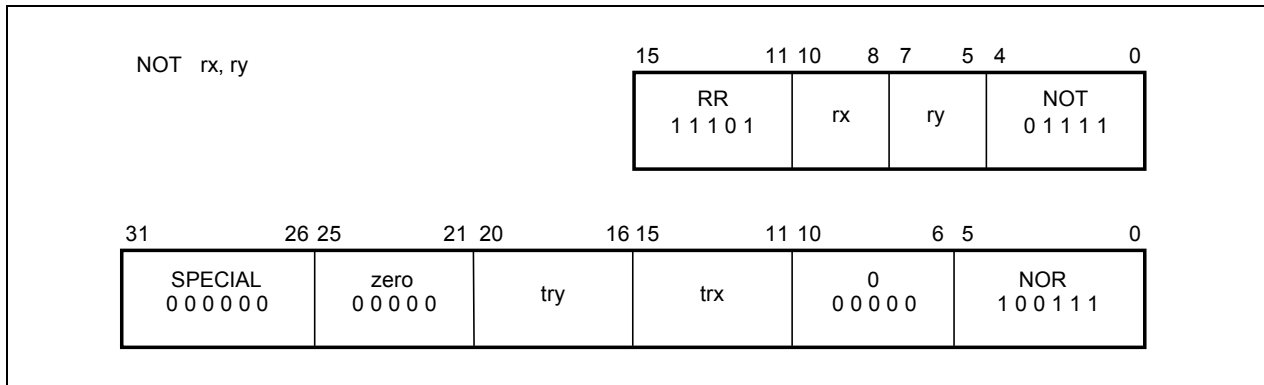 NOT rx, ry
15 11 10 8 7 5 4 0
RR rx ry NOT
1 1 1 0 1 0 1 1 1 1
31 26 25 21 20 16 15 11 10 6 5 0
SPECIAL zero try trx 0 NOR
0 0 0 0 0 0 0 0 0 0 0 0 0 0 0 0 1 0 0 1 1 1